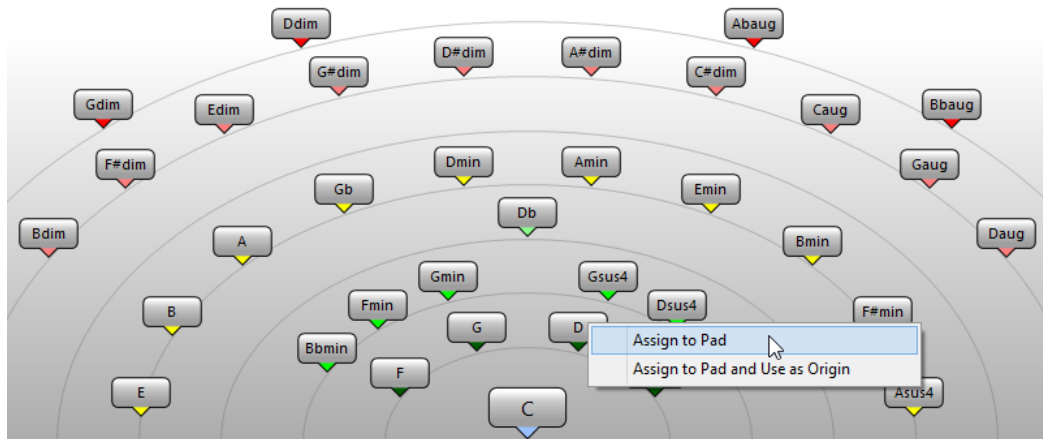 Ddim
Abaug
D#dim
A#dim
G#dim
C#dim
Gdim
Edim
Caug
Bbaug
F#dim
Dmin
Amin
Gaug
Gb
Emin
Db
Bdim
A
Bmin
Daug
Gmin
Gsus4
Fmin
Dsus4
B
F#min
G
D
Bbmin
Assign to Pad
F
Assign to Pad and Use as Origin
E
C
Asus4